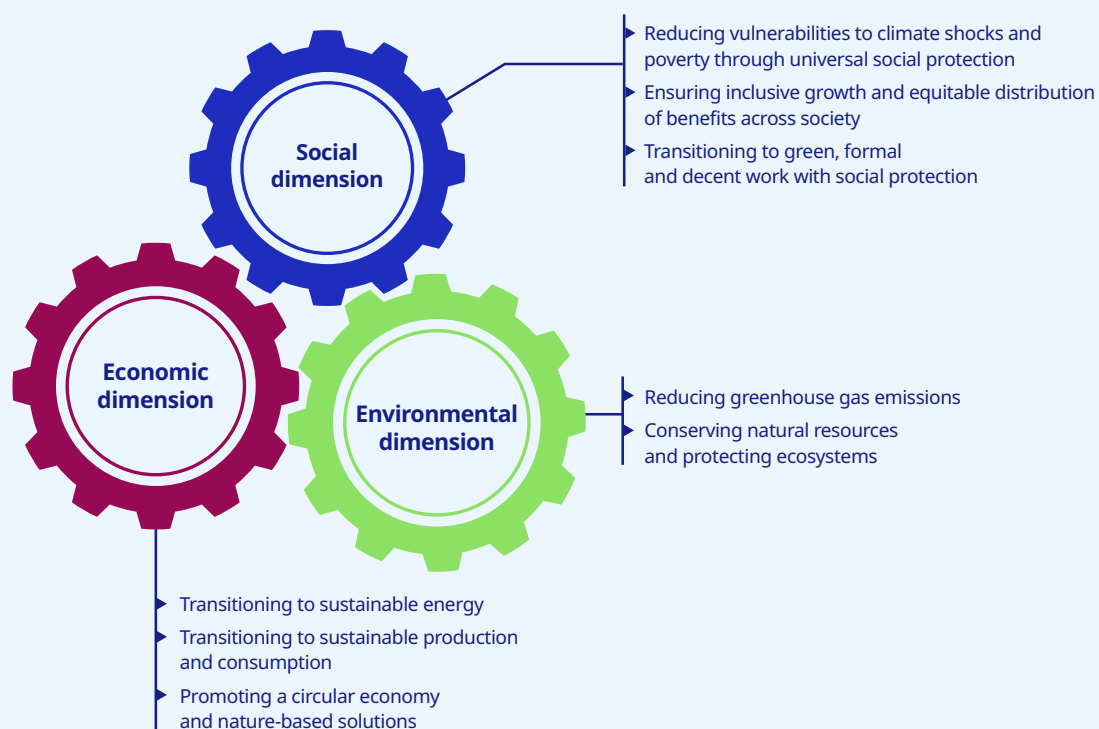 Social
dimension
Reducing vulnerabilities to climate shocks and
poverty through universal social protection
Ensuring inclusive growth and equitable distribution
of benefits across society
Transitioning to green, formal
and decent work with social protection
Economic
dimension
Environmental
dimension
Reducing greenhouse gas emissions
Conserving natural resources
and protecting ecosystems
Transitioning to sustainable energy
Transitioning to sustainable production
and consumption
Promoting a circular economy
and nature-based solutions